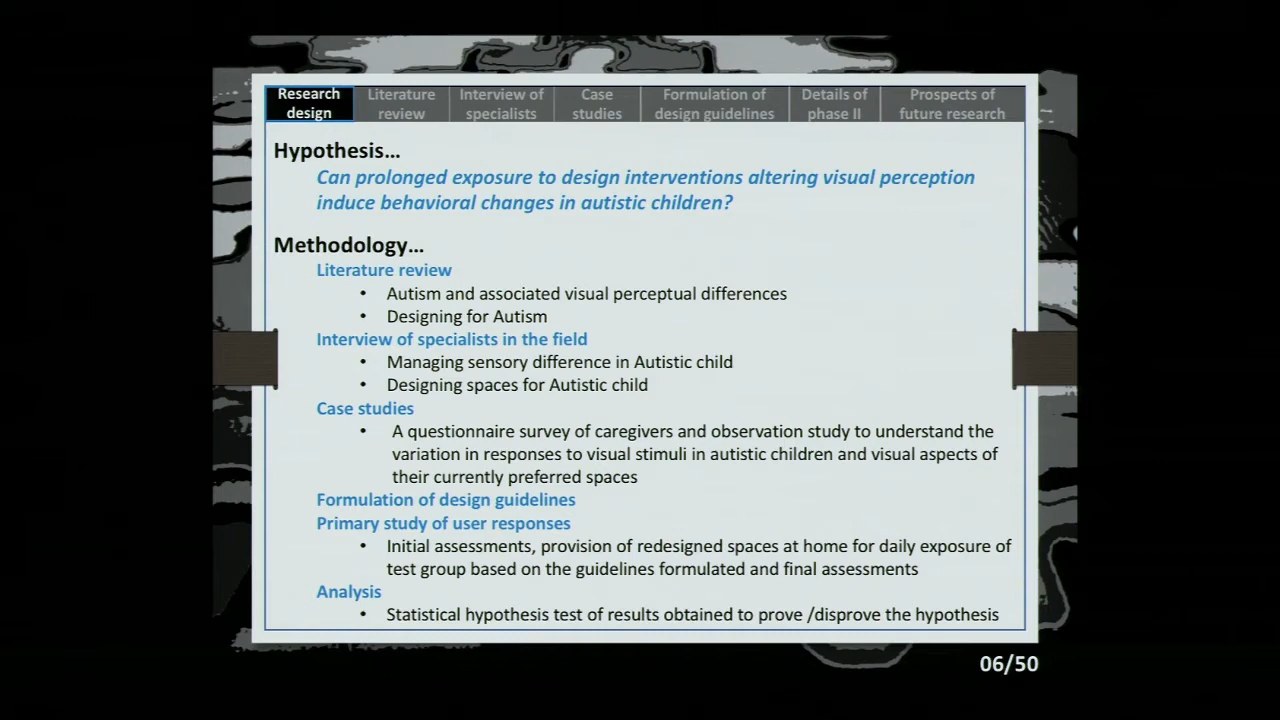 Research design
Literature review
Interview of specialists
Case studies
Formulation of design guidelines
Details of phase II
Prospects of future research
Hypothesis...
Can prolonged exposure to design interventions altering visual perception
induce behavioral changes in autistic children?
Methodology...
Literature review
• Autism and associated visual perceptual differences
• Designing for Autism
Interview of specialists in the field
• Managing sensory difference in Autistic child
• Designing spaces for Autistic child
Case studies
• A questionnaire survey of caregivers and observation study to understand the
variation in responses to visual stimuli in autistic children and visual aspects of
their currently preferred spaces
Formulation of design guidelines
Primary study of user responses
• Initial assessments, provision of redesigned spaces at home for daily exposure of
test group based on the guidelines formulated and final assessments
Analysis
• Statistical hypothesis test of results obtained to prove /disprove the hypothesis
06/50